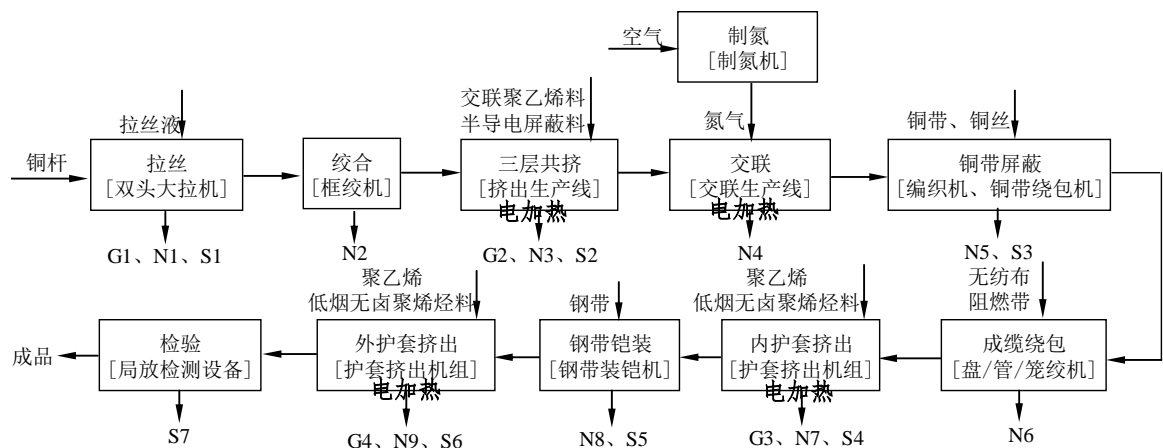 空气
制氮
[制氮机]
拉丝液
交联聚乙烯料
半导电屏蔽料
氮气
铜带、铜丝
铜杆
拉丝
[双头大拉机]
绞合
[框绞机]
三层共挤
[挤出生产线]
电加热
交联
[交联生产线]
电加热
铜带屏蔽
[编织机、铜带绕包机]
G1、N1、S1
N2
G2、N3、S2
N4
N5、S3
聚乙烯
低烟无卤聚烯烃料
钢带
聚乙烯
低烟无卤聚烯烃料
无纺布
阻燃带
成品
检验
[局放检测设备]
外护套挤出
[护套挤出机组]
电加热
钢带铠装
[钢带装铠机]
内护套挤出
[护套挤出机组]
电加热
成缆绕包
[盘/管/笼绞机]
S7
G4、N9、S6
N8、S5
G3、N7、S4
N6